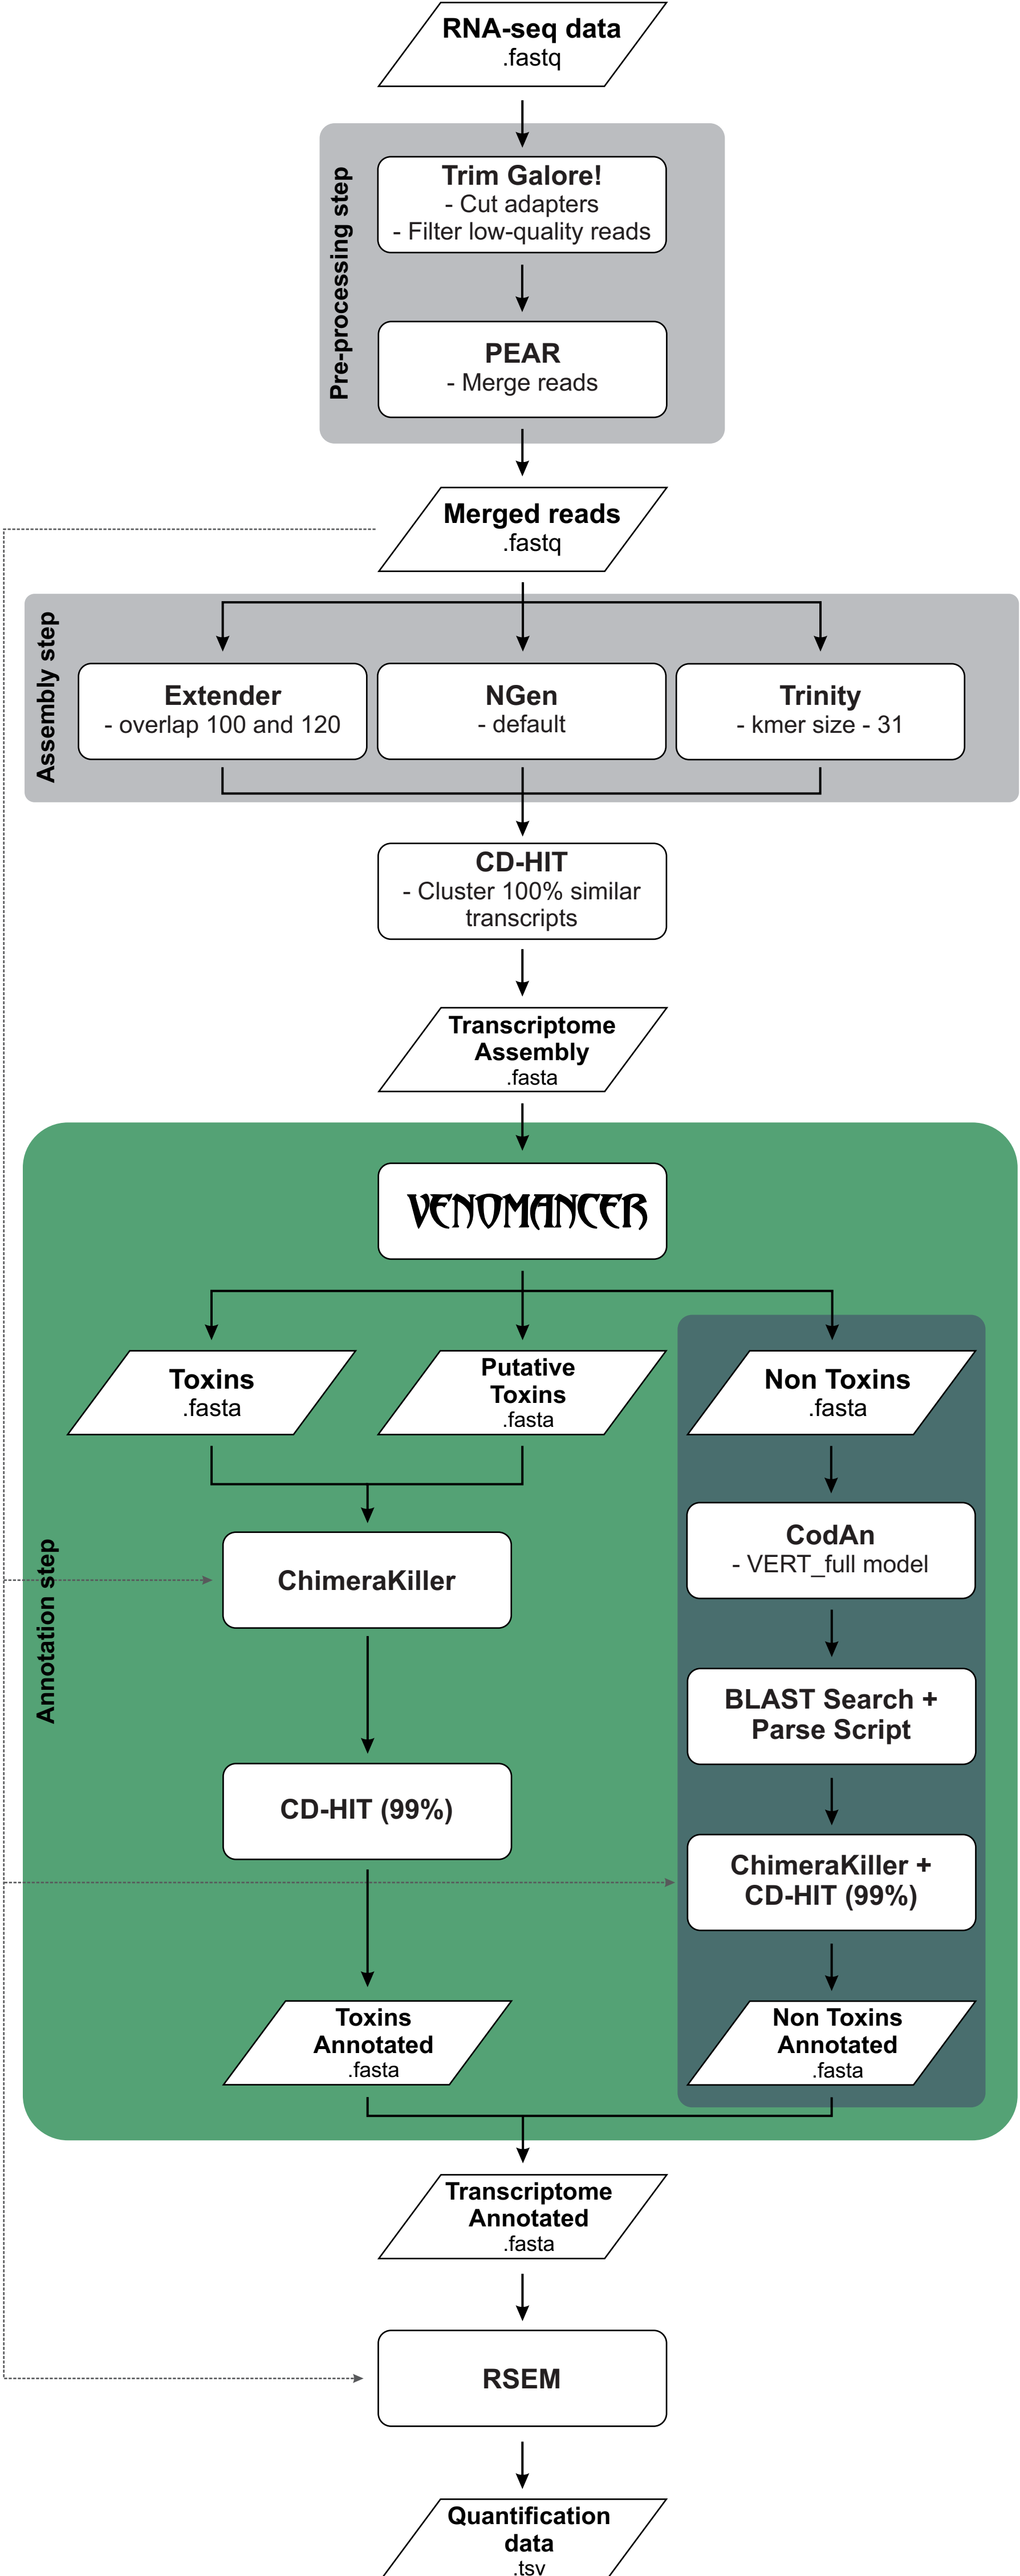 RNA-seq data
.fastq
Pre-processing step
Trim Galore!
- Cut adapters
- Filter low-quality reads
PEAR
- Merge reads
Merged reads
.fastq
Assembly step
Extender
- overlap 100 and 120
NGen
- default
Trinity
- kmer size - 31
CD-HIT
- Cluster 100% similar
transcripts
Transcriptome
Assembly
.fasta
Annotation step
VENOMANCER
Toxins
.fasta
Putative
Toxins
.fasta
Non Toxins
.fasta
ChimeraKiller
CD-HIT (99%)
Toxins
Annotated
.fasta
CodAn
- VERT_full model
BLAST Search +
Parse Script
ChimeraKiller +
CD-HIT (99%)
Non Toxins
Annotated
.fasta
Transcriptome
Annotated
.fasta
RSEM
Quantification
data
.tsv